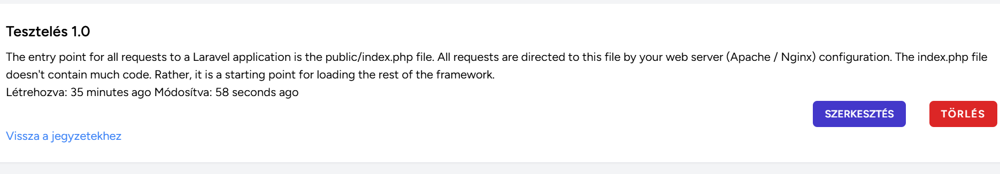 Tesztelés 1.0
The entry point for all requests to a Laravel application is the public/index.php file. All requests are directed to this file by your web server (Apache / Nginx) configuration. The index.php file
doesn't contain much code. Rather, it is a starting point for loading the rest of the framework.
Létrehozva: 35 minutes ago Módosítva: 58 seconds ago
SZERKESZTÉS TÖRLÉS
Vissza a jegyzetekhez